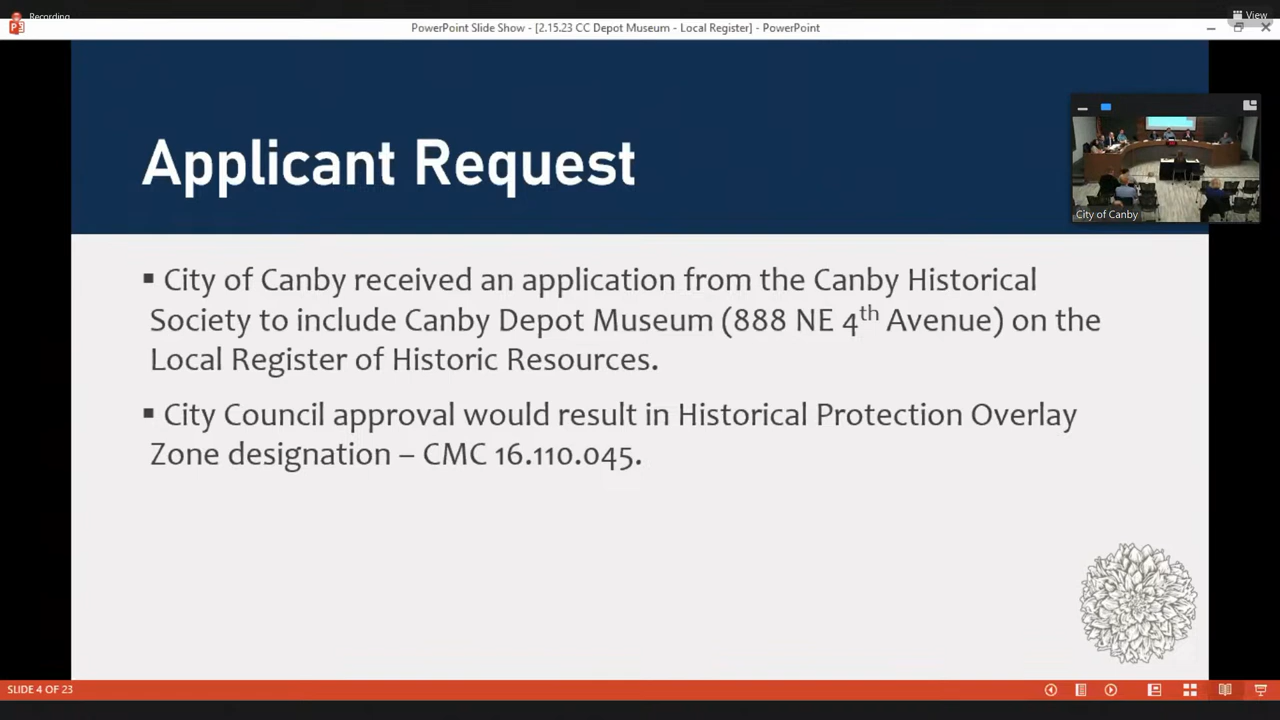 Recording
View
PowerPoint Slide Show - [2.15.23 CC Depot Museum - Local Register] - PowerPoint
Applicant Request
City of Canby
▪ City of Canby received an application from the Canby Historical
Society to include Canby Depot Museum (888 NE 4th Avenue) on the
Local Register of Historic Resources.
▪ City Council approval would result in Historical Protection Overlay
Zone designation – CMC 16.110.045.
SLIDE 4 OF 23